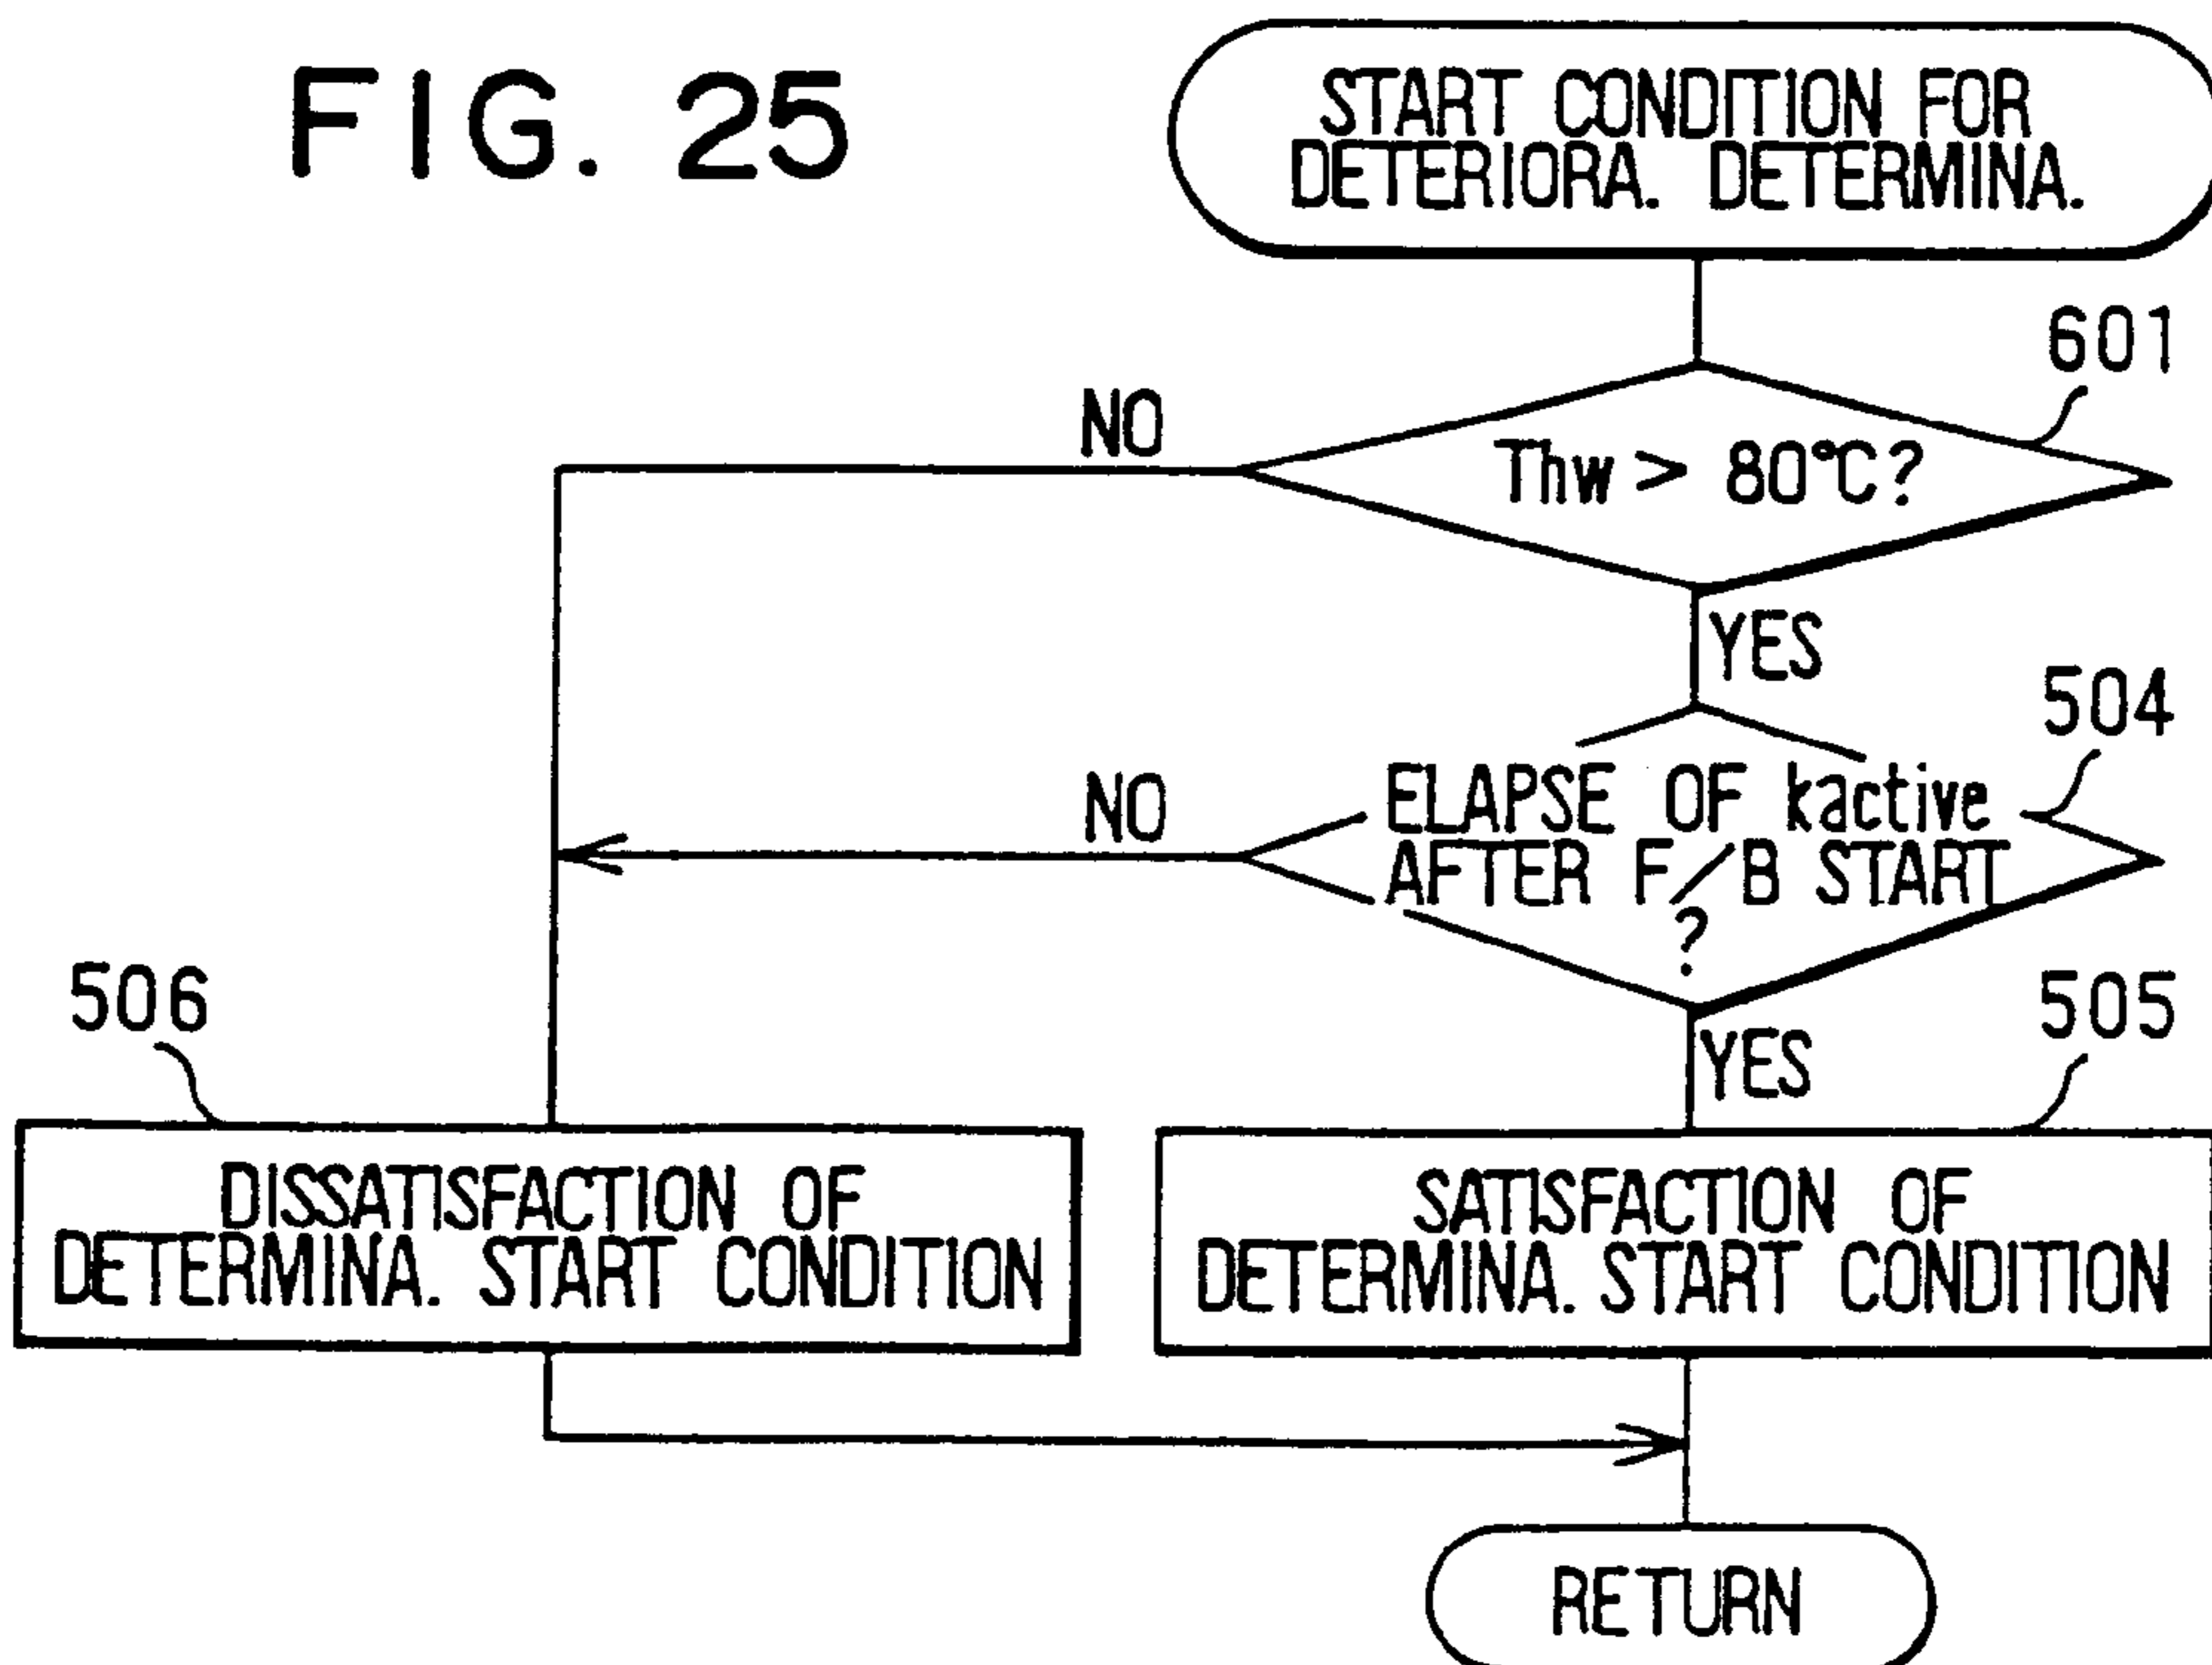 FIG. 25
START CONDITION FOR
DETERIORA. DETERMINA.
601
NO
Thw > 80°C?
YES
504
NO
ELAPSE OF kactive
AFTER F/B START
?
506
505
YES
DISSATISFACTION OF
DETERMINA. START CONDITION
SATISFACTION OF
DETERMINA. START CONDITION
RETURN